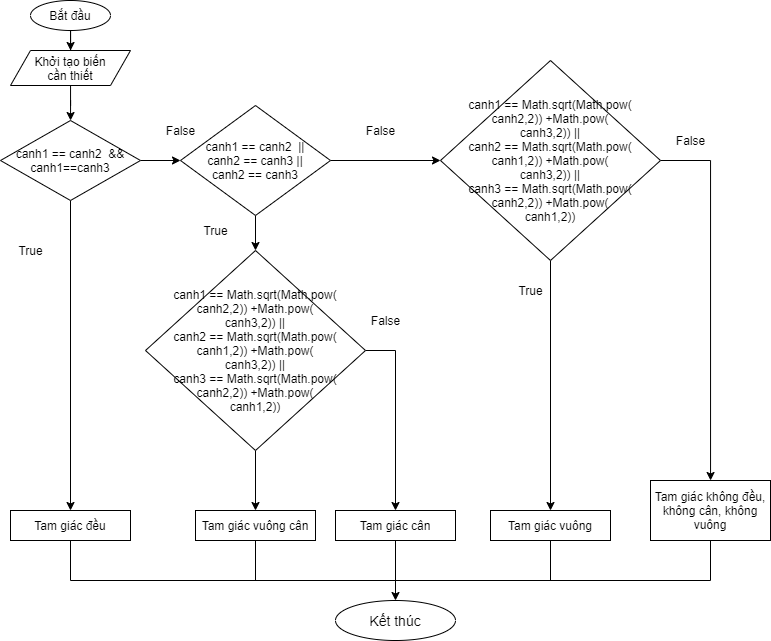 Bắt đầu
Khởi tạo biến
cần thiết
canh1 == canh2 &&
canh1==canh3
False
canh1 == canh2 ||
canh2 == canh3 ||
canh2 == canh3
False
canh1 == Math.sqrt(Math.pow(
canh2,2)) +Math.pow(
canh3,2)) ||
canh2 == Math.sqrt(Math.pow(
canh1,2)) +Math.pow(
canh3,2)) ||
canh3 == Math.sqrt(Math.pow(
canh2,2)) +Math.pow(
canh1,2))
False
True
True
True
canh1 == Math.sqrt(Math.pow(
canh2,2)) +Math.pow(
canh3,2)) ||
canh2 == Math.sqrt(Math.pow(
canh1,2)) +Math.pow(
canh3,2)) ||
canh3 == Math.sqrt(Math.pow(
canh2,2)) +Math.pow(
canh1,2))
False
Tam giác đều
Tam giác vuông cân
Tam giác cân
Tam giác vuông
Tam giác không đều,
không cân, không
vuông
Kết thúc